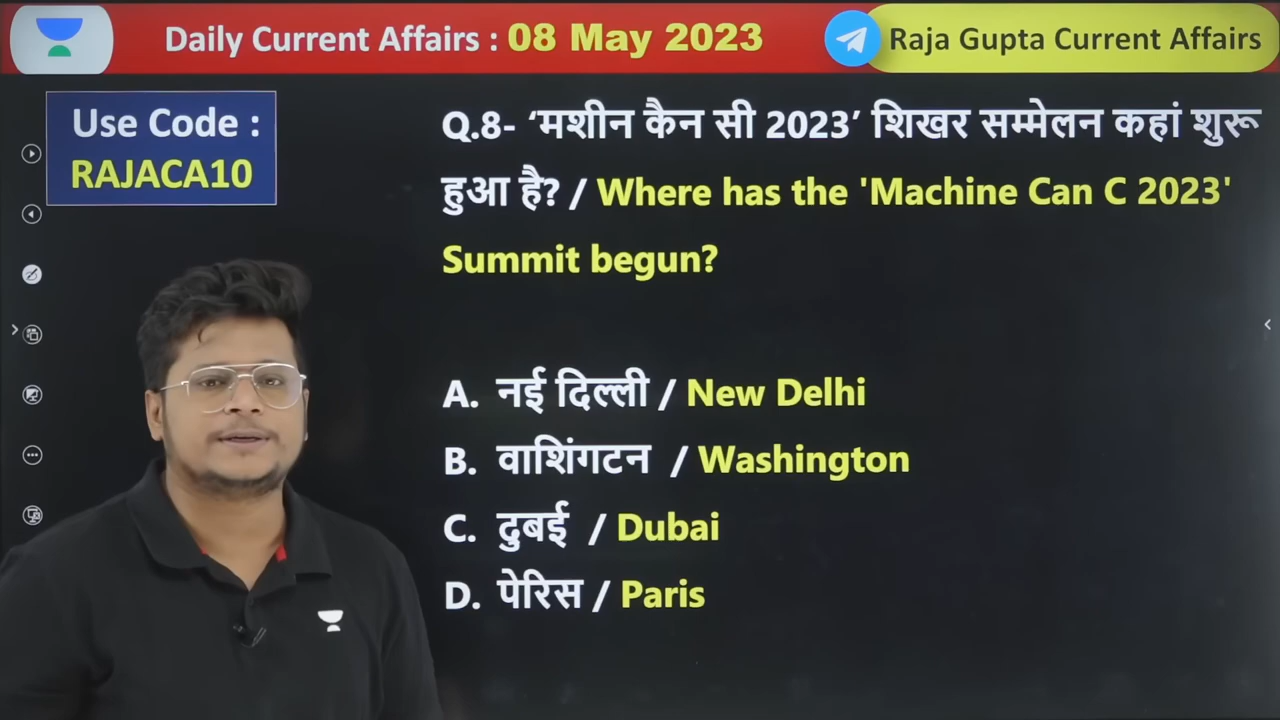 Daily Current Affairs : 08 May 2023
Raja Gupta Current Affairs
Use Code :
RAJACA10
Q.8- ‘मशीन कैन सी 2023’ शिखर सम्मेलन कहां शुरू
हुआ है? / Where has the 'Machine Can C 2023'
Summit begun?
A. नई दिल्ली / New Delhi
B. वाशिंगटन / Washington
C. दुबई / Dubai
D. पेरिस / Paris